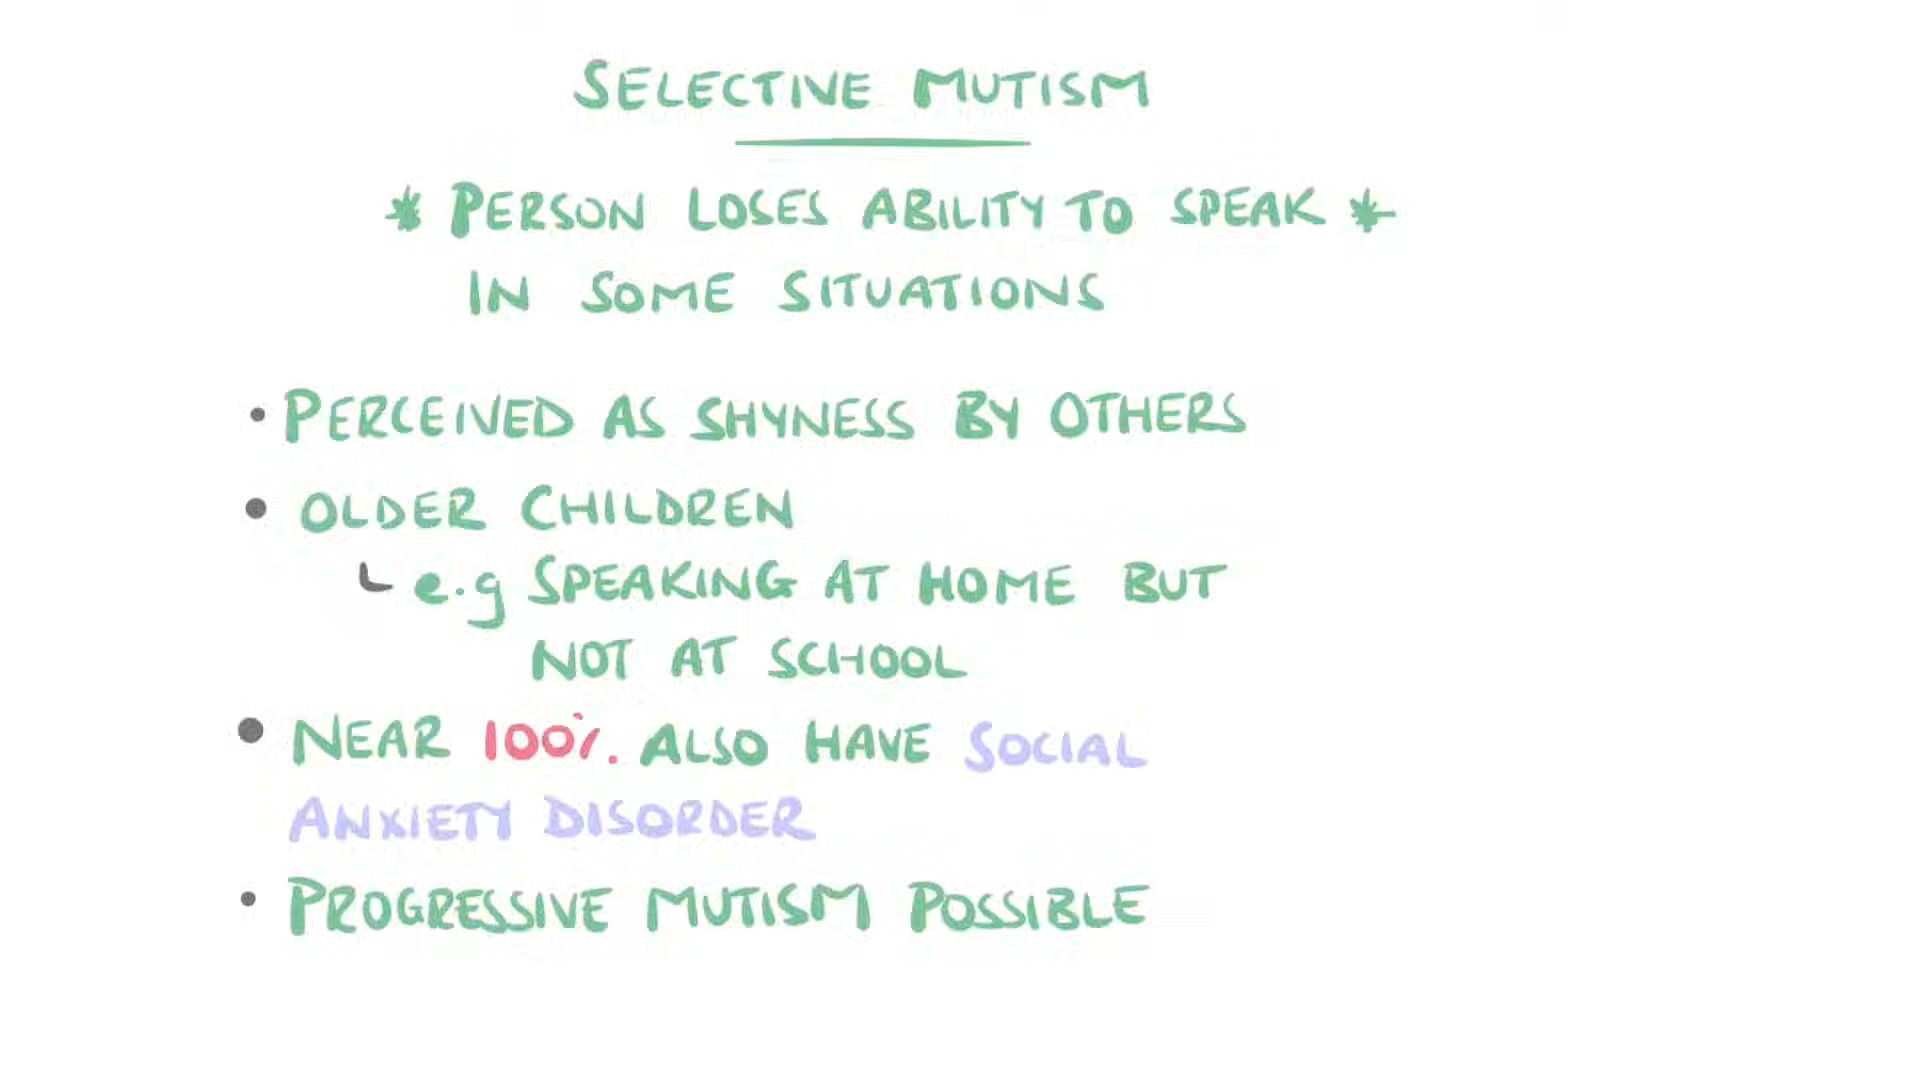 SELECTIVE MUTISM
* PERSON LOSES ABILITY TO SPEAK *
IN SOME SITUATIONS
• PERCEIVED AS SHYNESS BY OTHERS
• OLDER CHILDREN
e.g SPEAKING AT HOME BUT
NOT AT SCHOOL
• NEAR 100% ALSO HAVE SOCIAL
ANXIETY DISORDER
• PROGRESSIVE MUTISM POSSIBLE